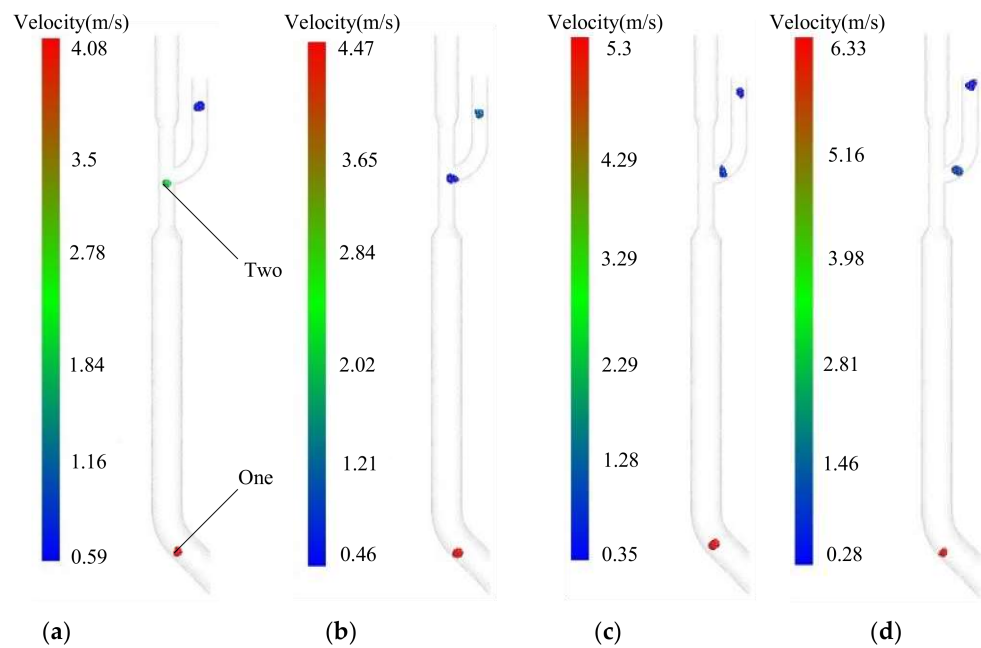 Velocity(m/s)
4.08
3.5
2.78
1.84
1.16
0.59
Two
One
(a)
Velocity(m/s)
4.47
3.65
2.84
2.02
1.21
0.46
(b)
Velocity(m/s)
5.3
4.29
3.29
2.29
1.28
0.35
(c)
Velocity(m/s)
6.33
5.16
3.98
2.81
1.46
0.28
(d)